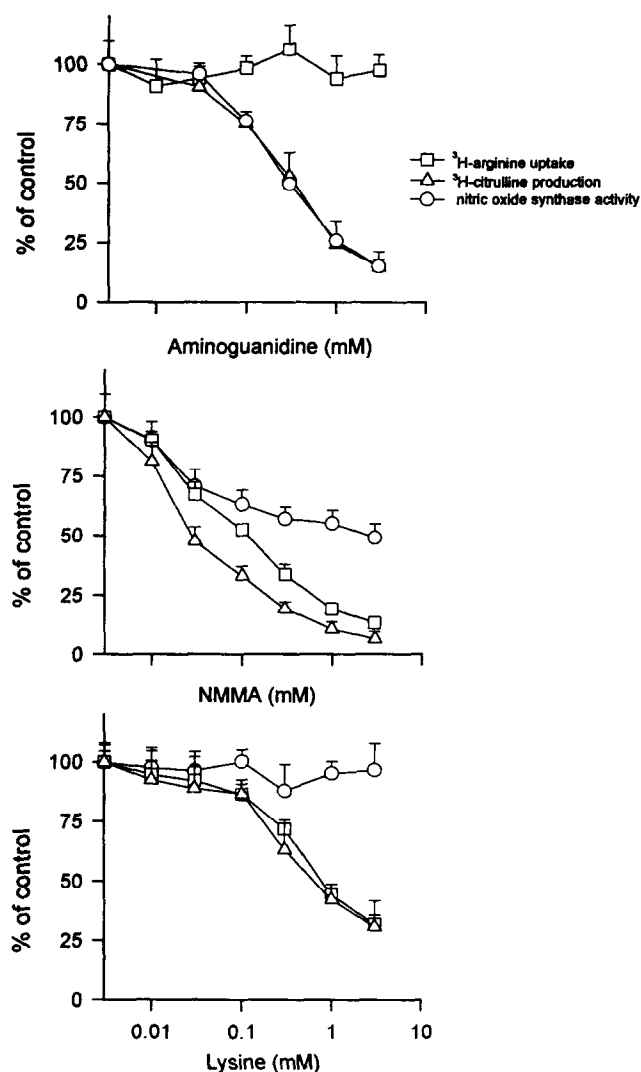 % of control
100
75
50
25
0
³H-arginine uptake
³H-citrulline production
nitric oxide synthase activity
Aminoguanidine (mM)
% of control
100
75
50
25
0
NMMA (mM)
% of control
100
75
50
25
0
0.01 0.1 1 10
Lysine (mM)